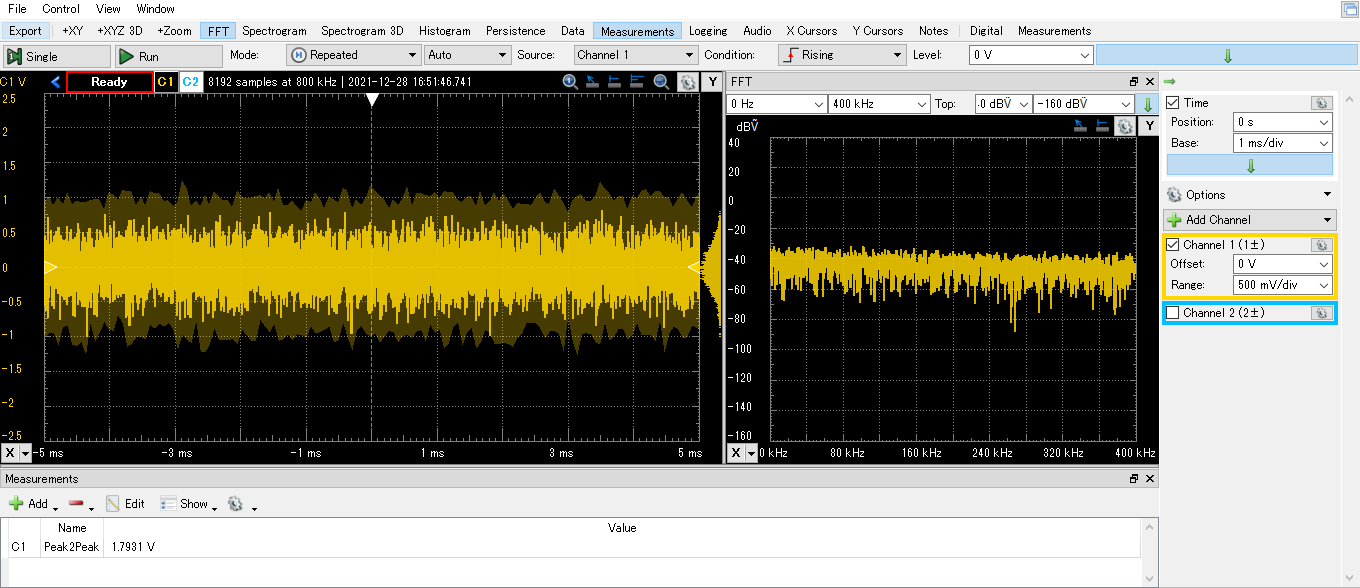 File Control View Window
Export +XY +XYZ 3D +Zoom FFT Spectrogram Spectrogram 3D Histogram Persistence Data Measurements Logging Audio X Cursors Y Cursors Notes Digital Measurements
Single Run Mode: Repeated Auto Source: Channel 1 Condition: Rising Level: 0 V
C1 V Ready C1 C2 8192 samples at 800 kHz | 2021-12-28 16:51:46.741 Y
2.5
2
1.5
1
0.5
0
-0.5
-1
-1.5
-2
-2.5
X -5 ms -3 ms -1 ms 1 ms 3 ms 5 ms
FFT
0 Hz 400 kHz Top: .0 dBṼ -160 dBṼ
dBṼ Y
40
20
0
-20
-40
-60
-80
-100
-120
-140
-160
X 0 kHz 80 kHz 160 kHz 240 kHz 320 kHz 400 kHz
Time
Position: 0 s
Base: 1 ms/div
Options
Add Channel
Channel 1 (1±)
Offset: 0 V
Range: 500 mV/div
Channel 2 (2±)
Measurements
Add Edit Show
Name Value
C1 Peak2Peak 1.7931 V